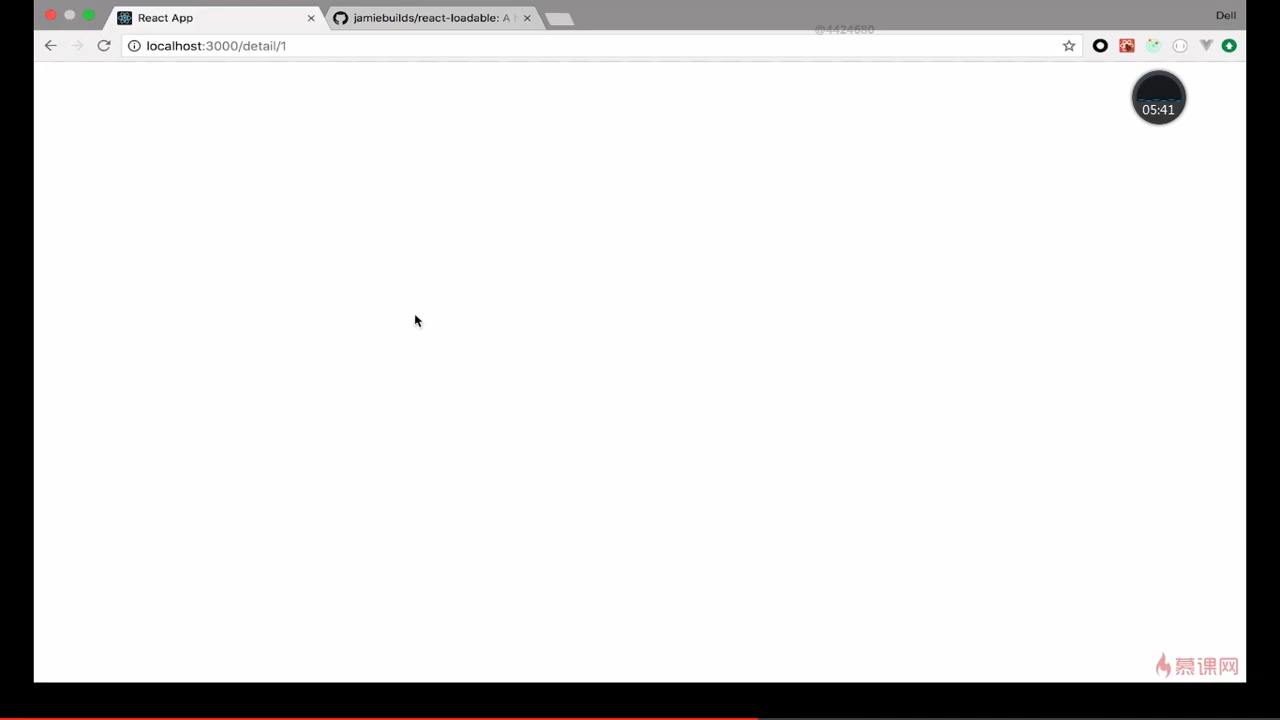 React App
jamiebuilds/react-loadable: A
Dell
@4424680
localhost:3000/detail/1
05:41
慕课网